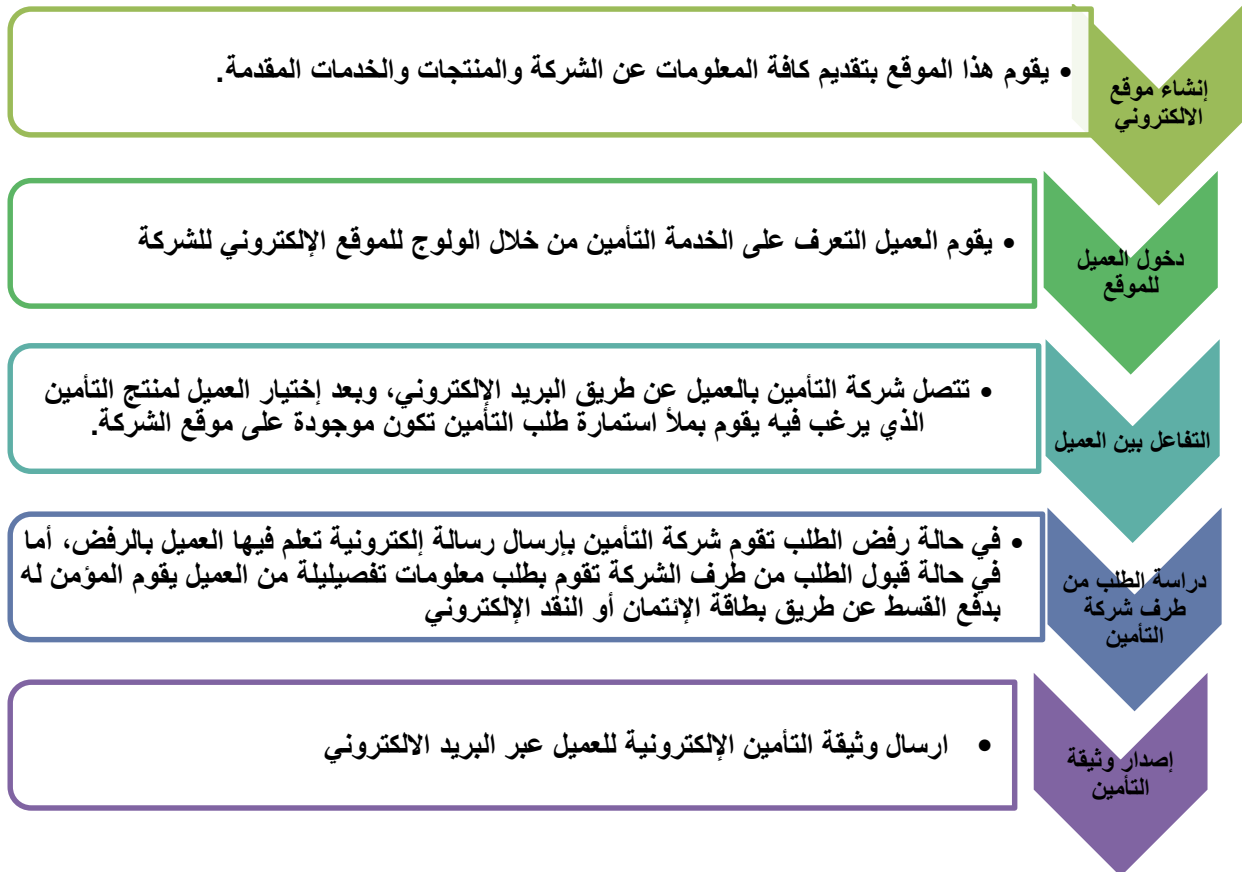 إنشاء موقع
الالكتروني
• يقوم هذا الموقع بتقديم كافة المعلومات عن الشركة والمنتجات والخدمات المقدمة.
دخول العميل
للموقع
• يقوم العميل التعرف على الخدمة التأمين من خلال الولوج للموقع الإلكتروني للشركة
التفاعل بين العميل
• تتصل شركة التأمين بالعميل عن طريق البريد الإلكتروني، وبعد إختيار العميل لمنتج التأمين
الذي يرغب فيه يقوم بملأ استمارة طلب التأمين تكون موجودة على موقع الشركة.
دراسة الطلب من
طرف شركة
التأمين
• في حالة رفض الطلب تقوم شركة التأمين بإرسال رسالة إلكترونية تعلم فيها العميل بالرفض، أما
في حالة قبول الطلب من طرف الشركة تقوم بطلب معلومات تفصيليلة من العميل يقوم المؤمن له
بدفع القسط عن طريق بطاقة الإئتمان أو النقد الإلكتروني
إصدار وثيقة
التأمين
• ارسال وثيقة التأمين الإلكترونية للعميل عبر البريد الالكتروني